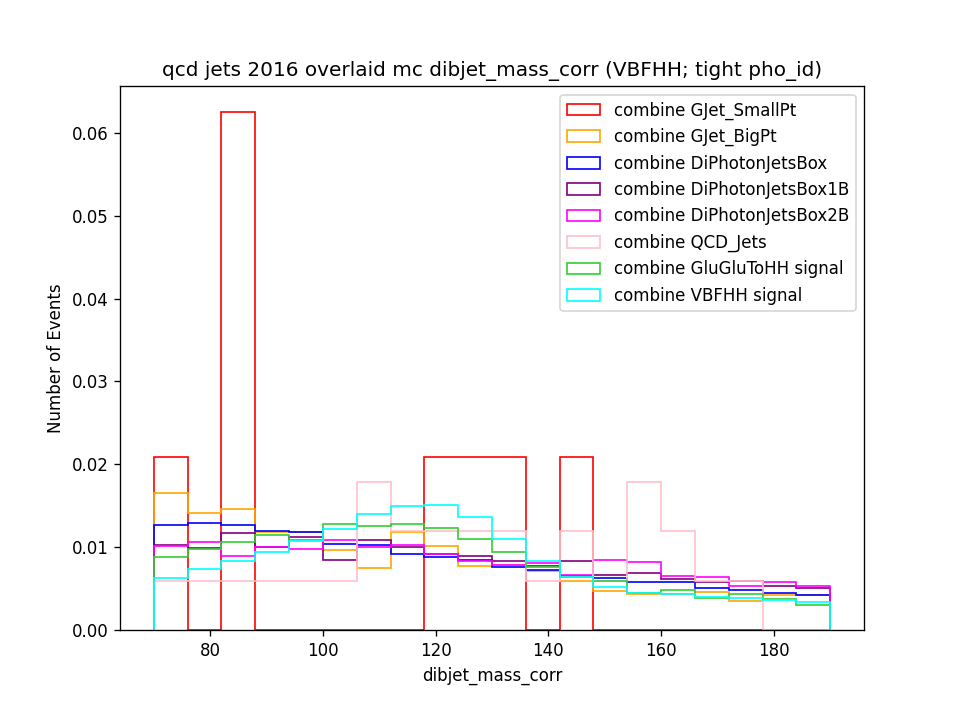 qcd jets 2016 overlaid mc dibjet_mass_corr (VBFHH; tight pho_id)
combine GJet_SmallPt
combine GJet_BigPt
combine DiPhotonJetsBox
combine DiPhotonJetsBox1B
combine DiPhotonJetsBox2B
combine QCD_Jets
combine GluGluToHH signal
combine VBFHH signal
Number of Events
0.06
0.05
0.04
0.03
0.02
0.01
0.00
80 100 120 140 160 180
dibjet_mass_corr